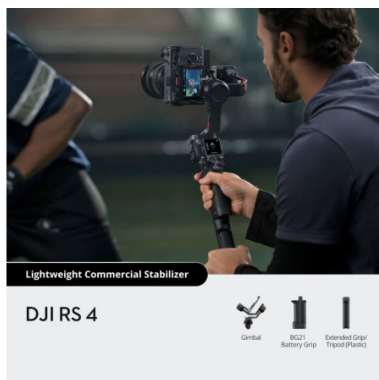 Lightweight Commercial Stabilizer
DJI RS 4
Gimbal
BG21
Battery Grip
Extended Grip/
Tripod (Plastic)